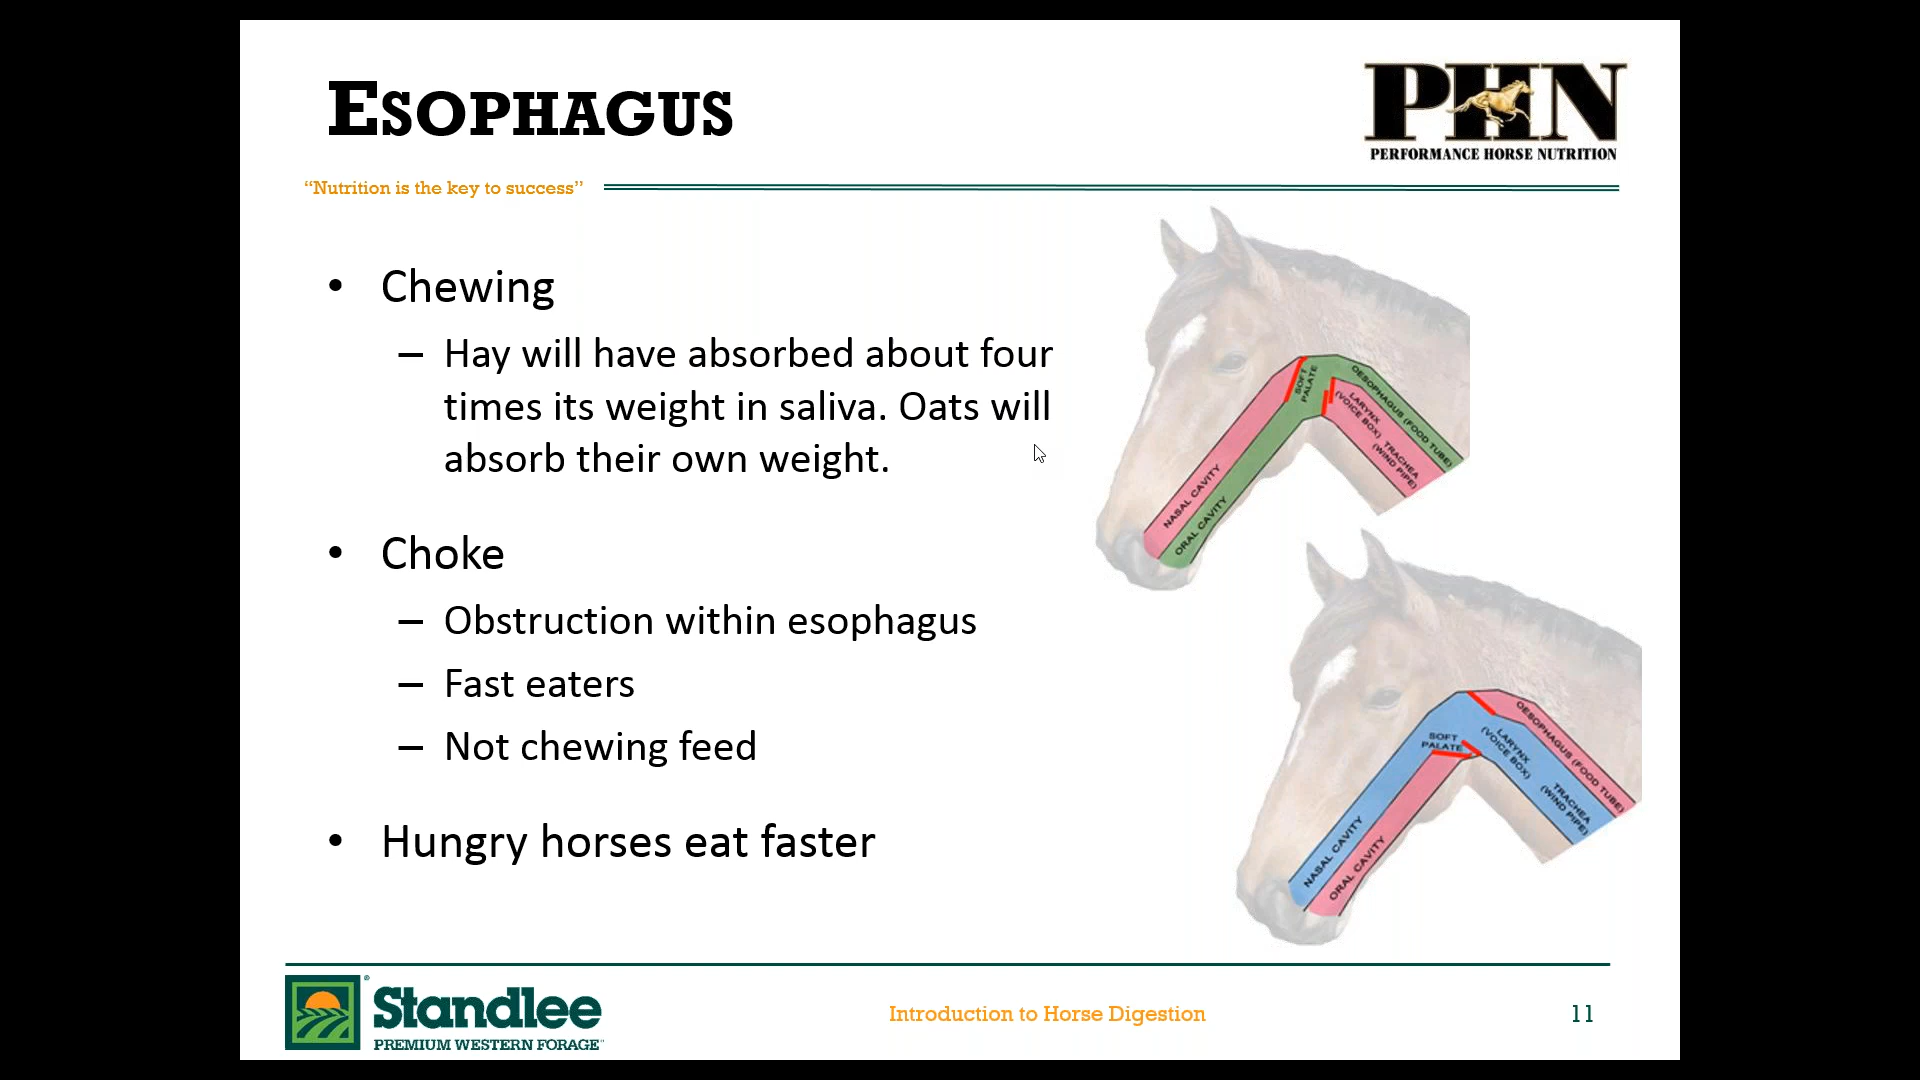 ESOPHAGUS
PHN
PERFORMANCE HORSE NUTRITION
“Nutrition is the key to success”
• Chewing
– Hay will have absorbed about four
times its weight in saliva. Oats will
absorb their own weight.
• Choke
– Obstruction within esophagus
– Fast eaters
– Not chewing feed
• Hungry horses eat faster
SOFT
PALATE
OESOPHAGUS (FOOD TUBE)
LARYNX
(VOICE BOX)
TRACHEA
(WIND PIPE)
NASAL CAVITY
ORAL CAVITY
SOFT
PALATE
OESOPHAGUS (FOOD TUBE)
LARYNX
(VOICE BOX)
TRACHEA
(WIND PIPE)
NASAL CAVITY
ORAL CAVITY
Standlee®
PREMIUM WESTERN FORAGE™
Introduction to Horse Digestion
11